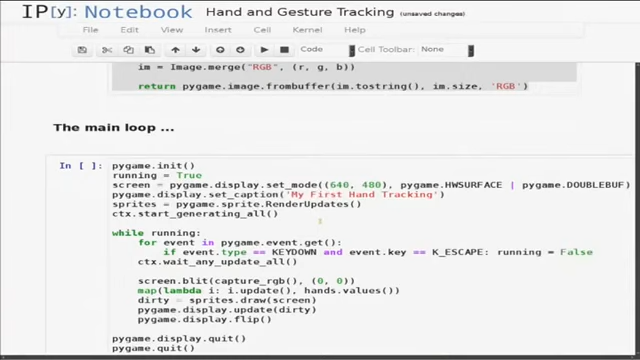 IP[y]: Notebook Hand and Gesture Tracking (unsaved changes)
File Edit View Insert Cell Kernel Help
Code Cell Toolbar: None
im = Image.merge("RGB", (r, g, b))
return pygame.image.frombuffer(im.tostring(), im.size, 'RGB')
The main loop ...
In [ ]: pygame.init()
running = True
screen = pygame.display.set_mode((640, 480), pygame.HWSURFACE | pygame.DOUBLEBUF)
pygame.display.set_caption('My First Hand Tracking')
sprites = pygame.sprite.RenderUpdates()
ctx.start_generating_all()
while running:
for event in pygame.event.get():
if event.type == KEYDOWN and event.key == K_ESCAPE: running = False
ctx.wait_any_update_all()
screen.blit(capture_rgb(), (0, 0))
map(lambda i: i.update(), hands.values())
dirty = sprites.draw(screen)
pygame.display.update(dirty)
pygame.display.flip()
pygame.display.quit()
pygame.quit()